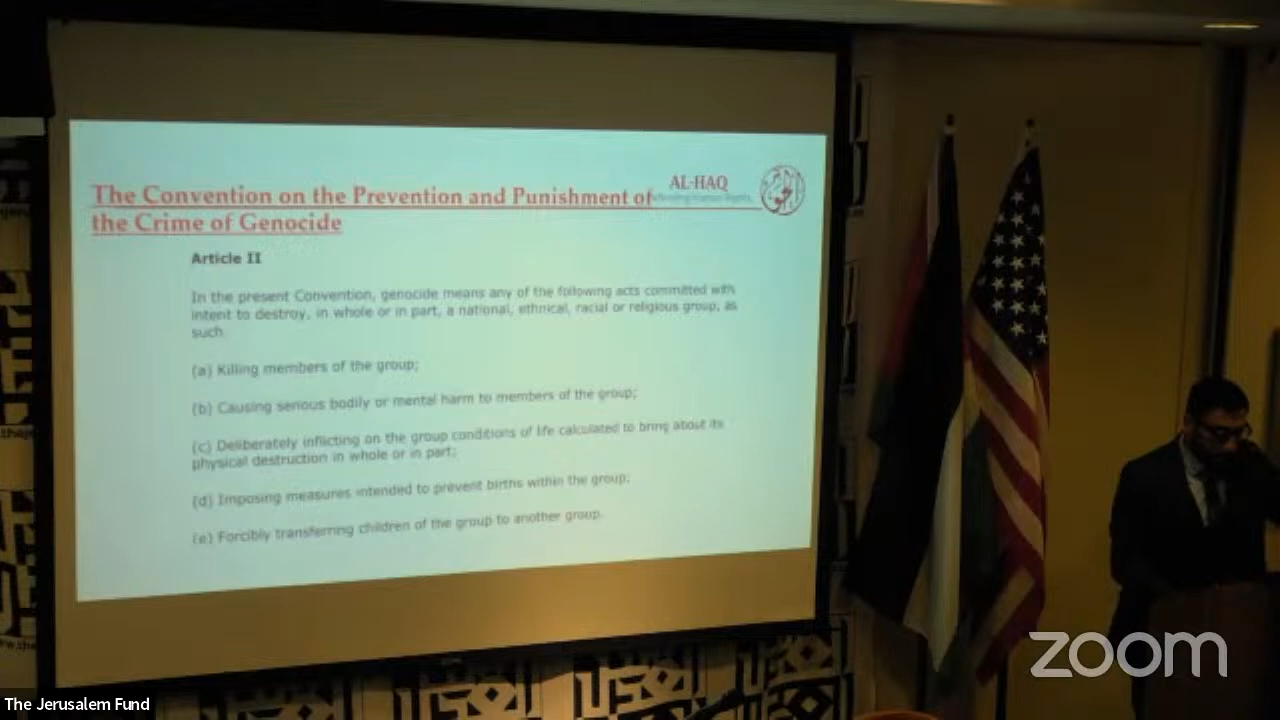 The Convention on the Prevention and Punishment of
the Crime of Genocide
AL-HAQ
Article II
In the present Convention, genocide means any of the following acts committed with
intent to destroy, in whole or in part, a national, ethnical, racial or religious group, as
such:
(a) Killing members of the group;
(b) Causing serious bodily or mental harm to members of the group;
(c) Deliberately inflicting on the group conditions of life calculated to bring about its
physical destruction in whole or in part;
(d) Imposing measures intended to prevent births within the group;
(e) Forcibly transferring children of the group to another group.
zoom
The Jerusalem Fund